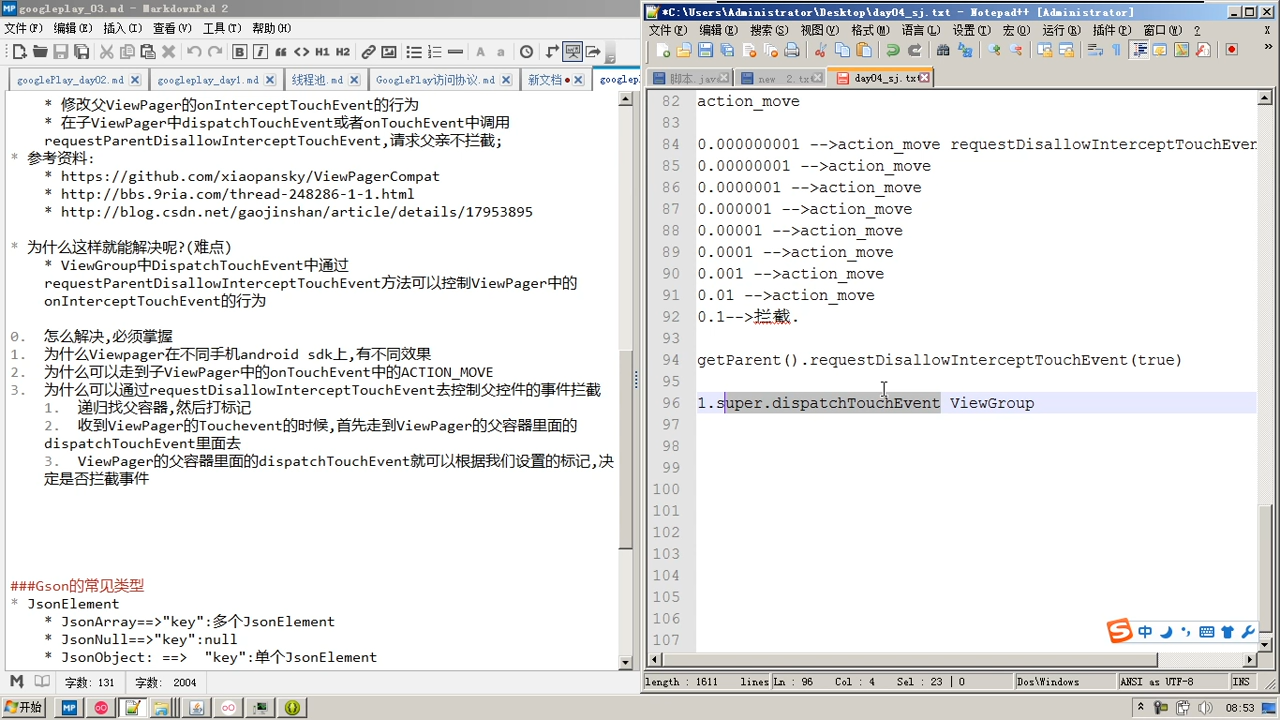 googleplay_03.md - MarkdownPad 2
文件(F) 编辑(E) 插入(I) 查看(V) 工具(T) 帮助(H)
B I “ <> H1 H2 A a
googlePlay_day02.md googleplay_day1.md 线程池.md GooglePlay访问协议.md 新文档 googlep
* 修改父ViewPager的onInterceptTouchEvent的行为
* 在子ViewPager中dispatchTouchEvent或者onTouchEvent中调用
requestParentDisallowInterceptTouchEvent,请求父亲不拦截;
* 参考资料:
* https://github.com/xiaopansky/ViewPagerCompat
* http://bbs.9ria.com/thread-248286-1-1.html
* http://blog.csdn.net/gaojinshan/article/details/17953895
* 为什么这样就能解决呢?(难点)
* ViewGroup中DispatchTouchEvent中通过
requestParentDisallowInterceptTouchEvent方法可以控制ViewPager中的
onInterceptTouchEvent的行为
0. 怎么解决,必须掌握
1. 为什么Viewpager在不同手机android sdk上,有不同效果
2. 为什么可以走到子ViewPager中的onTouchEvent中的ACTION_MOVE
3. 为什么可以通过requestDisallowInterceptTouchEvent去控制父控件的事件拦截
1. 递归找父容器,然后打标记
2. 收到ViewPager的Touchevent的时候,首先走到ViewPager的父容器里面的
dispatchTouchEvent里面去
3. ViewPager的父容器里面的dispatchTouchEvent就可以根据我们设置的标记,决
定是否拦截事件
###Gson的常见类型
* JsonElement
* JsonArray==>"key":多个JsonElement
* JsonNull==>"key":null
* JsonObject: ==> "key":单个JsonElement
字数: 131 字数: 2004
*C:\Users\Administrator\Desktop\day04_sj.txt - Notepad++ [Administrator]
文件(F) 编辑(E) 搜索(S) 视图(V) 格式(M) 语言(L) 设置(T) 宏(O) 运行(R) 插件(P) 窗口(W) ? X
脚本.java new 2.txt day04_sj.txt
82 action_move
83
84 0.000000001 -->action_move requestDisallowInterceptTouchEven
85 0.00000001 -->action_move
86 0.0000001 -->action_move
87 0.000001 -->action_move
88 0.00001 -->action_move
89 0.0001 -->action_move
90 0.001 -->action_move
91 0.01 -->action_move
92 0.1-->拦截.
93
94 getParent().requestDisallowInterceptTouchEvent(true)
95
96 1.super.dispatchTouchEvent ViewGroup
97
98
99
100
101
102
103
104
105
106
107
中
length : 1611 lines Ln : 96 Col : 4 Sel : 23 | 0 Dos\Windows ANSI as UTF-8 INS
开始 08:53